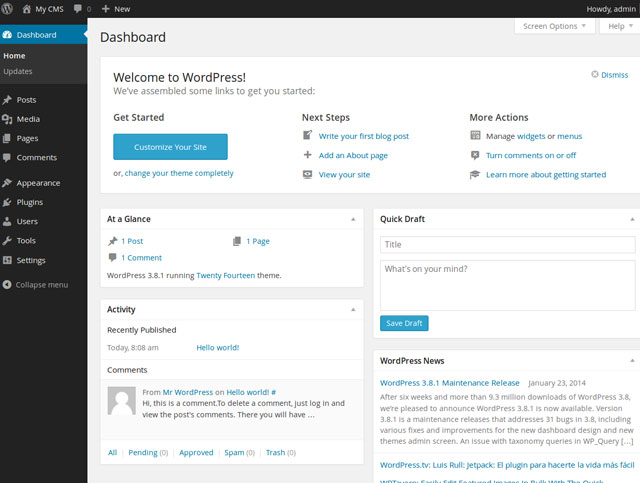 My CMS 0 New Howdy, admin
Screen Options Help
Dashboard
Home
Updates
Posts
Media
Pages
Comments
Appearance
Plugins
Users
Tools
Settings
Collapse menu
Dashboard
Welcome to WordPress!
We've assembled some links to get you started:
Dismiss
Get Started
Customize Your Site
or, change your theme completely
Next Steps
Write your first blog post
Add an About page
View your site
More Actions
Manage widgets or menus
Turn comments on or off
Learn more about getting started
At a Glance
1 Post 1 Page
1 Comment
WordPress 3.8.1 running Twenty Fourteen theme.
Activity
Recently Published
Today, 8:08 am Hello world!
Comments
From Mr WordPress on Hello world! #
Hi, this is a comment.To delete a comment, just log in and
view the post's comments. There you will have …
All | Pending (0) | Approved | Spam (0) | Trash (0)
Quick Draft
Title
What's on your mind?
Save Draft
WordPress News
WordPress 3.8.1 Maintenance Release January 23, 2014
After six weeks and more than 9.3 million downloads of WordPress 3.8,
we're pleased to announce WordPress 3.8.1 is now available. Version
3.8.1 is a maintenance releases that addresses 31 bugs in 3.8, including
various fixes and improvements for the new dashboard design and new
themes admin screen. An issue with taxonomy queries in WP_Query […]
WordPress.tv: Luis Rull: Jetpack: El plugin para hacerte la vida más fácil
WPTavern: Easily Edit Featured Images In Bulk With The Quick